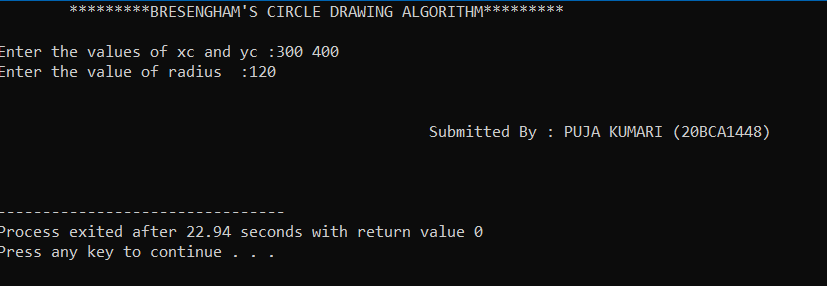 *********BRESENGHAM'S CIRCLE DRAWING ALGORITHM*********
Enter the values of xc and yc :300 400
Enter the value of radius  :120
Submitted By : PUJA KUMARI (20BCA1448)
--------------------------------
Process exited after 22.94 seconds with return value 0
Press any key to continue . . .